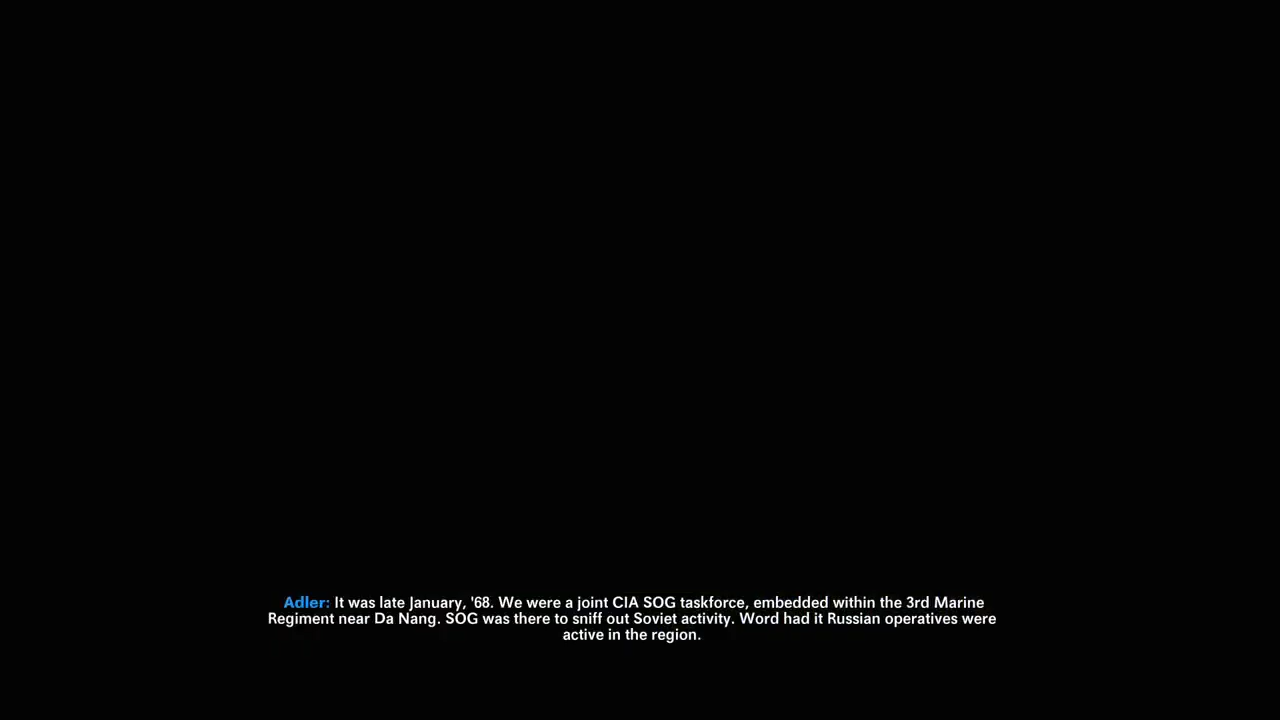 Adler: It was late January, '68. We were a joint CIA SOG taskforce, embedded within the 3rd Marine
Regiment near Da Nang. SOG was there to sniff out Soviet activity. Word had it Russian operatives were
active in the region.